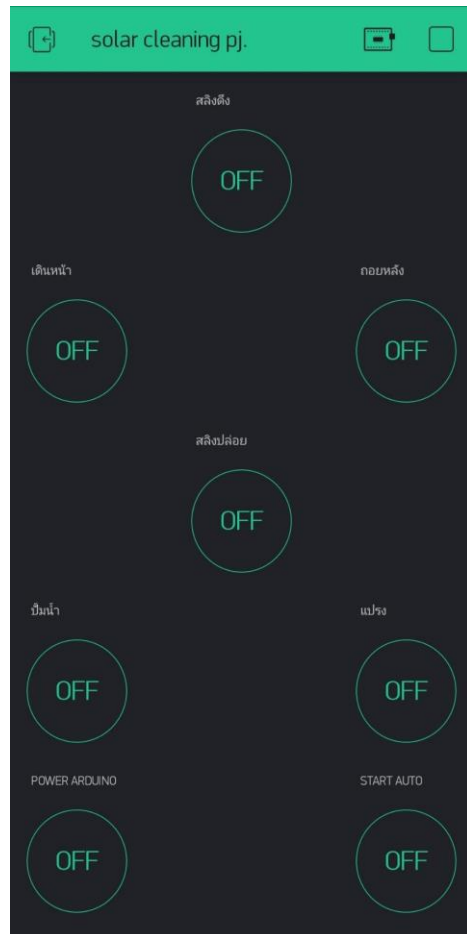 solar cleaning pj.
สลิงดึง
OFF
เดินหน้า
ถอยหลัง
OFF
OFF
สลิงปล่อย
OFF
ปั๊มน้ำ
แปรง
OFF
OFF
POWER ARDUINO
START AUTO
OFF
OFF